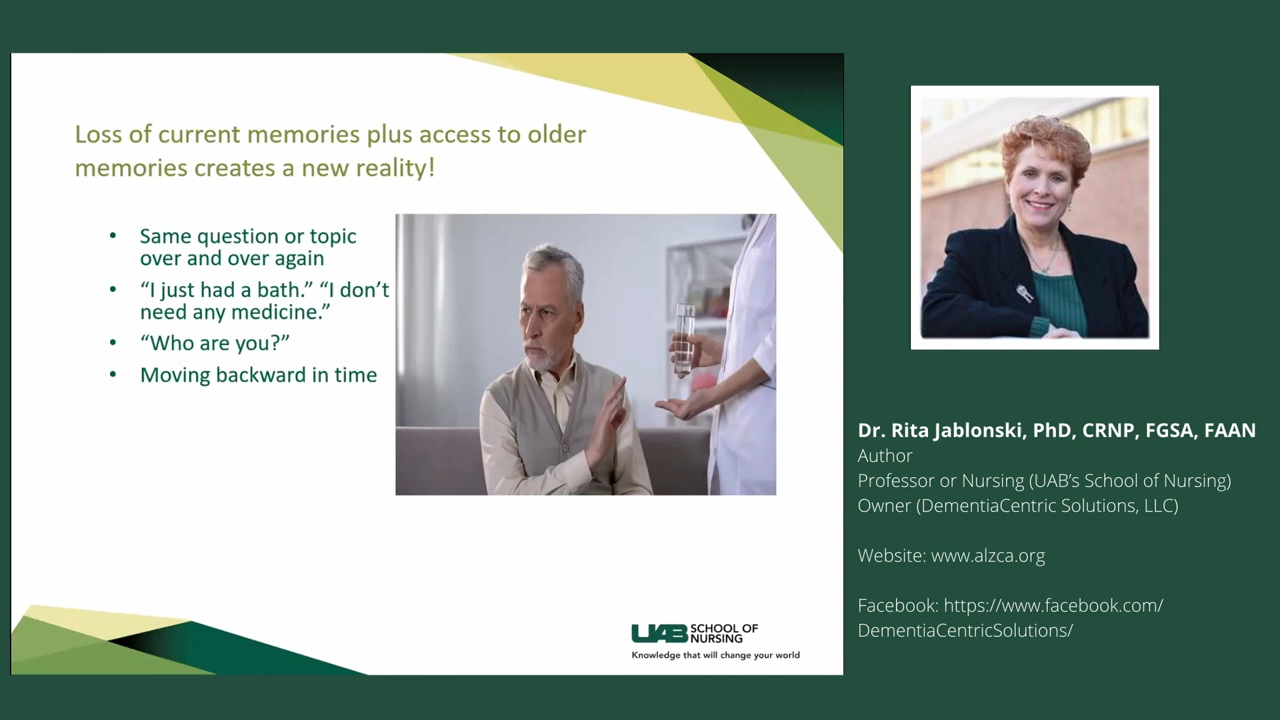 Loss of current memories plus access to older
memories creates a new reality!
• Same question or topic
over and over again
• “I just had a bath.” “I don’t
need any medicine.”
• “Who are you?”
• Moving backward in time
UAB SCHOOL OF
NURSING
Knowledge that will change your world
Dr. Rita Jablonski, PhD, CRNP, FGSA, FAAN
Author
Professor or Nursing (UAB’s School of Nursing)
Owner (DementiaCentric Solutions, LLC)
Website: www.alzca.org
Facebook: https://www.facebook.com/
DementiaCentricSolutions/